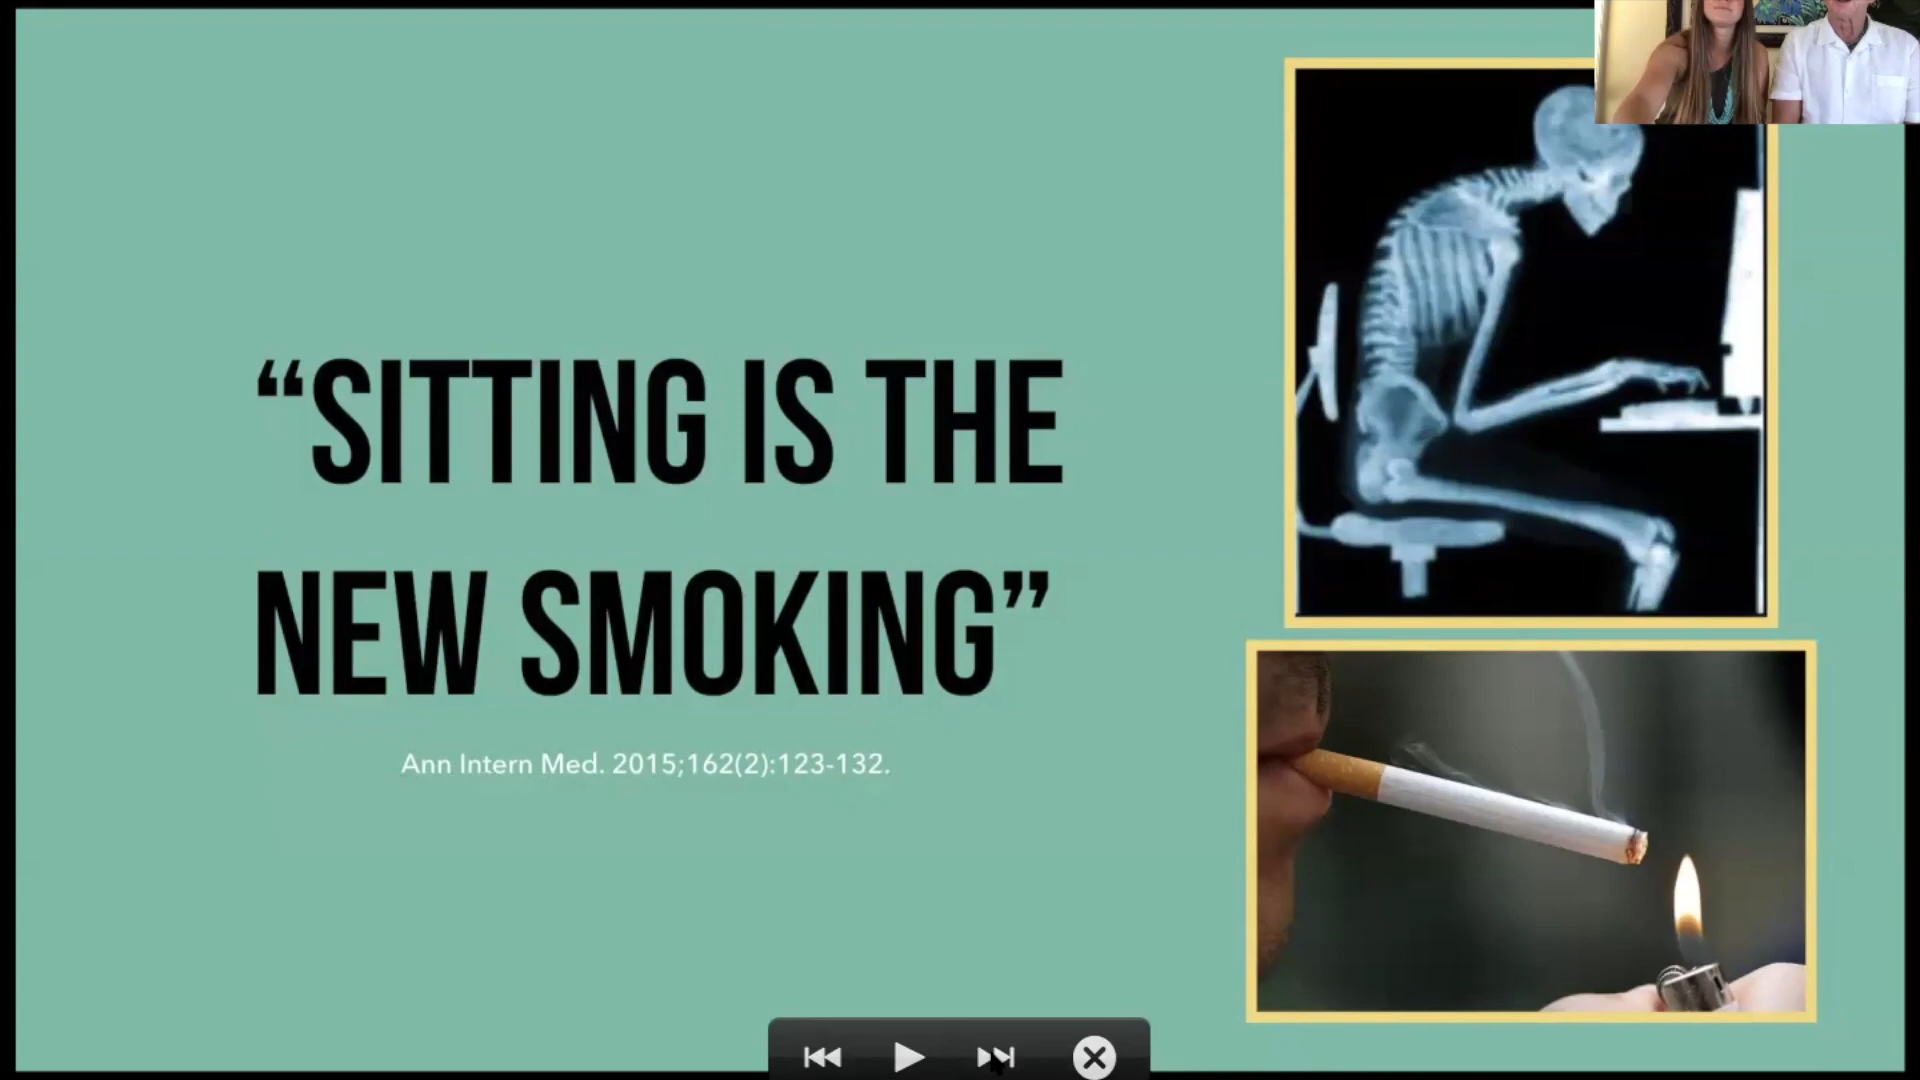 “SITTING IS THE
NEW SMOKING”
Ann Intern Med. 2015;162(2):123-132.